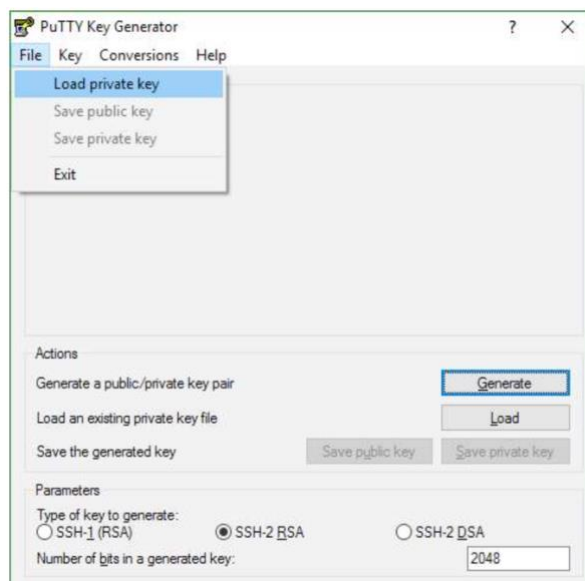 PuTTY Key Generator ? ×
File Key Conversions Help
Load private key
Save public key
Save private key
Exit
Actions
Generate a public/private key pair Generate
Load an existing private key file Load
Save the generated key Save public key Save private key
Parameters
Type of key to generate:
SSH-1 (RSA) SSH-2 RSA SSH-2 DSA
Number of bits in a generated key: 2048